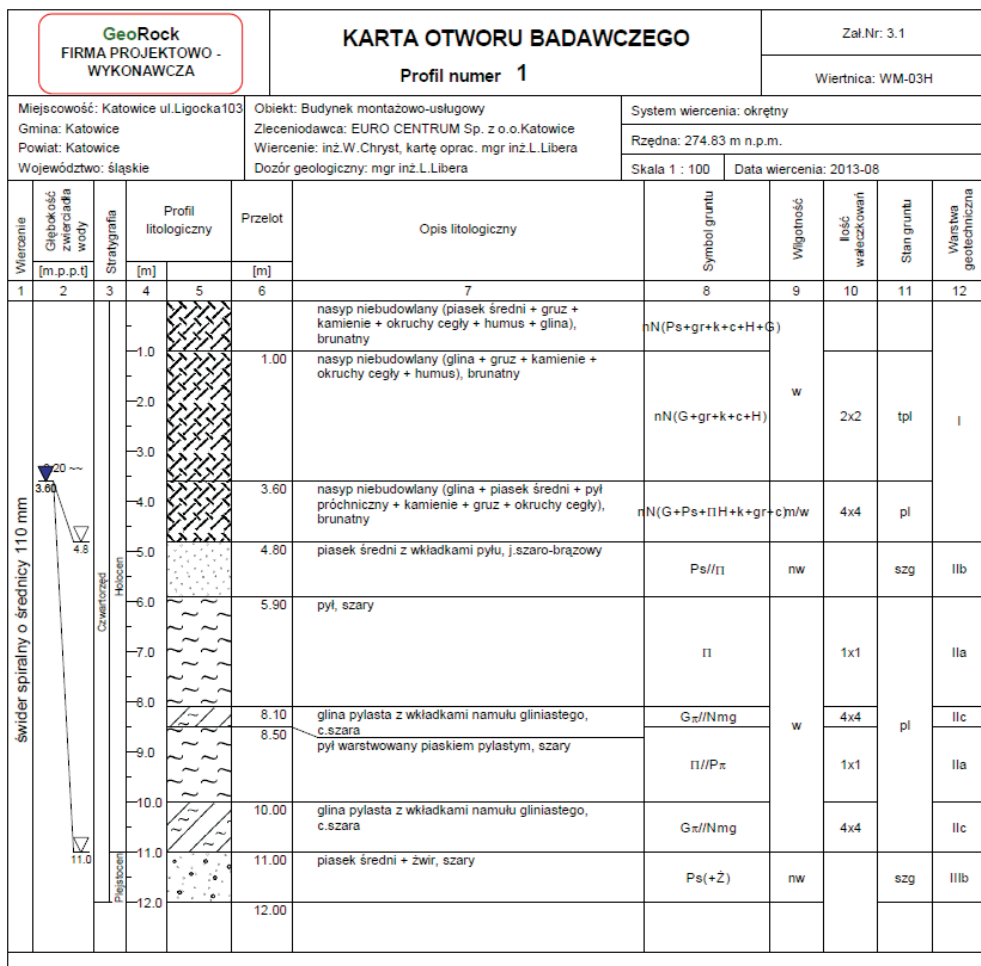 GeoRock
FIRMA PROJEKTOWO -
WYKONAWCZA
KARTA OTWORU BADAWCZEGO
Profil numer 1
Zał.Nr: 3.1
Wiertnica: WM-03H
Miejscowość: Katowice ul.Ligocka103
Gmina: Katowice
Powiat: Katowice
Województwo: śląskie
Obiekt: Budynek montażowo-usługowy
Zleceniodawca: EURO CENTRUM Sp. z o.o.Katowice
Wiercenie: inż.W.Chryst, kartę oprac. mgr inż.L.Libera
Dozór geologiczny: mgr inż.L.Libera
System wiercenia: okrętny
Rzędna: 274.83 m n.p.m.
Skala 1 : 100
Data wiercenia: 2013-08
Wiercenie
Głębokość
zwierciadła
wody
[m.p.p.t]
Stratygrafia
Profil
litologiczny
[m]
Przelot
[m]
Opis litologiczny
Symbol gruntu
Wilgotność
Ilość
wałeczkowań
Stan gruntu
Warstwa
geotechniczna
1 2 3 4 5 6 7 8 9 10 11 12
świder spiralny o średnicy 110 mm
3.60
4.8
11.0
Czwartorzęd
Holocen
Plejstocen
1.0
2.0
3.0
4.0
5.0
6.0
7.0
8.0
9.0
10.0
11.0
12.0
nasyp niebudowlany (piasek średni + gruz +
kamienie + okruchy cegły + humus + glina),
brunatny
nN(Ps+gr+k+c+H+G)
w
I
1.00
nasyp niebudowlany (glina + gruz + kamienie +
okruchy cegły + humus), brunatny
nN(G+gr+k+c+H)
2x2
tpl
3.60
nasyp niebudowlany (glina + piasek średni + pył
próchniczny + kamienie + gruz + okruchy cegły),
brunatny
nN(G+Ps+ΠH+k+gr+c)
m/w
4x4
pl
4.80
piasek średni z wkładkami pyłu, j.szaro-brązowy
Ps//Π
nw
szg
IIb
5.90
pył, szary
Π
1x1
IIa
w
pl
8.10
glina pylasta z wkładkami namułu gliniastego,
c.szara
Gπ//Nmg
4x4
IIc
8.50
pył warstwowany piaskiem pylastym, szary
Π//Pπ
1x1
IIa
10.00
glina pylasta z wkładkami namułu gliniastego,
c.szara
Gπ//Nmg
4x4
IIc
11.00
piasek średni + żwir, szary
Ps(+Ż)
nw
szg
IIIb
12.00